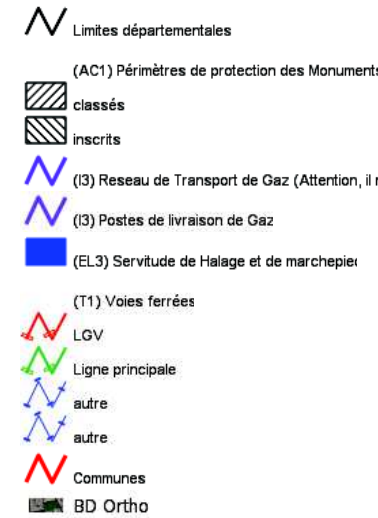 Limites départementales
(AC1) Périmètres de protection des Monuments
classés
inscrits
(I3) Reseau de Transport de Gaz (Attention, il
(I3) Postes de livraison de Gaz
(EL3) Servitude de Halage et de marchepied
(T1) Voies ferrées
LGV
Ligne principale
autre
autre
Communes
BD Ortho